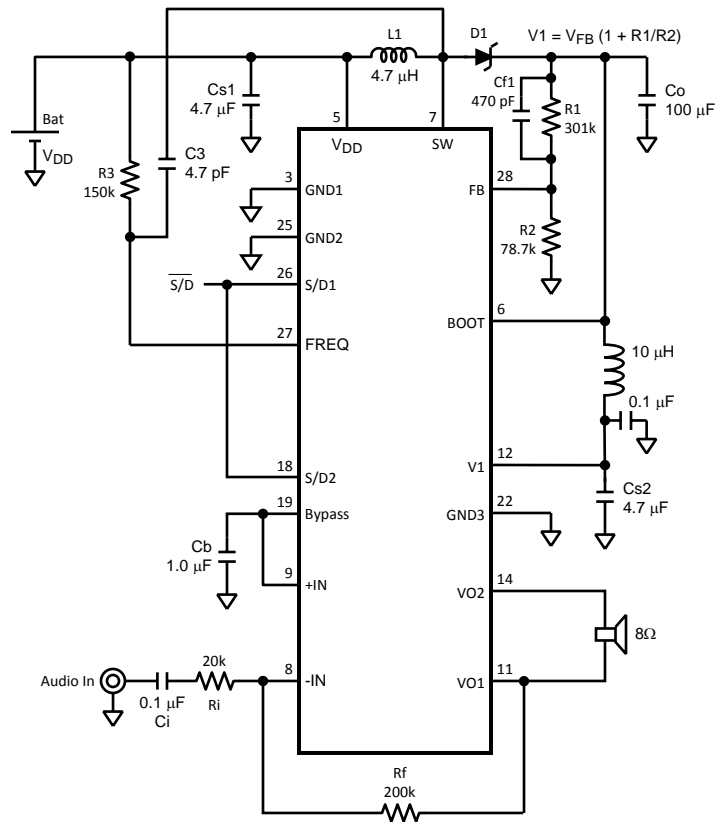 L1
D1
V1 = VFB (1 + R1/R2)
4.7 μH
Cs1
4.7 μF
Cf1
470 pF
R1
301k
Co
100 μF
Bat
VDD
5
7
VDD
SW
R3
150k
C3
4.7 pF
3
GND1
28
FB
25
GND2
R2
78.7k
S/D
26
S/D1
6
BOOT
27
FREQ
10 μH
0.1 μF
18
S/D2
12
V1
19
Bypass
22
GND3
Cs2
4.7 μF
Cb
1.0 μF
9
+IN
14
VO2
8Ω
Audio In
0.1 μF
Ci
20k
Ri
8
-IN
11
VO1
Rf
200k